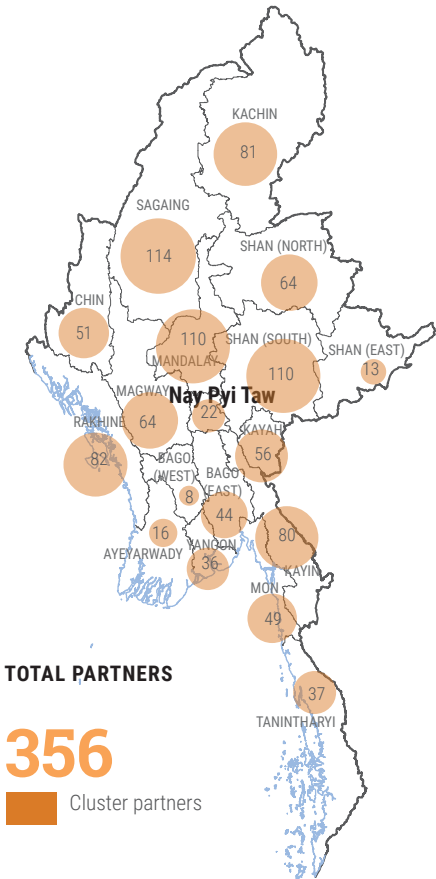 KACHIN
81
SAGAING
114
SHAN (NORTH)
64
CHIN
51
110
MANDALAY
SHAN (SOUTH)
110
SHAN (EAST)
13
MAGWAY
64
Nay Pyi Taw
22
RAKHINE
82
KAYAH
56
BAGO
(WEST)
8
BAGO
(EAST)
44
16
AYEYARWADY
YANGON
36
80
KAYIN
MON
49
37
TANINTHARYI
TOTAL PARTNERS
356
Cluster partners